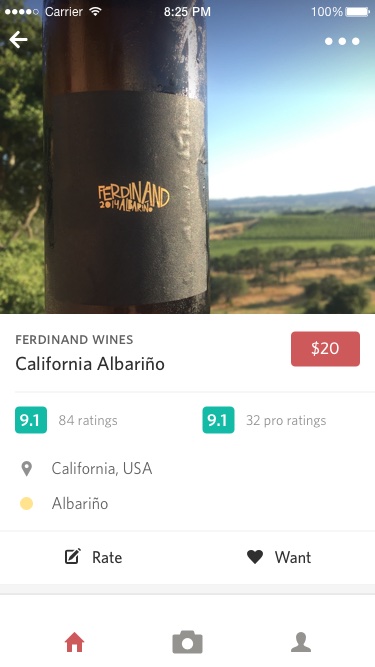 Carrier 8:25 PM 100%
FERDINAND
2014 ALBARIÑO
FERDINAND WINES
California Albariño
$20
9.1 84 ratings 9.1 32 pro ratings
California, USA
Albariño
Rate Want